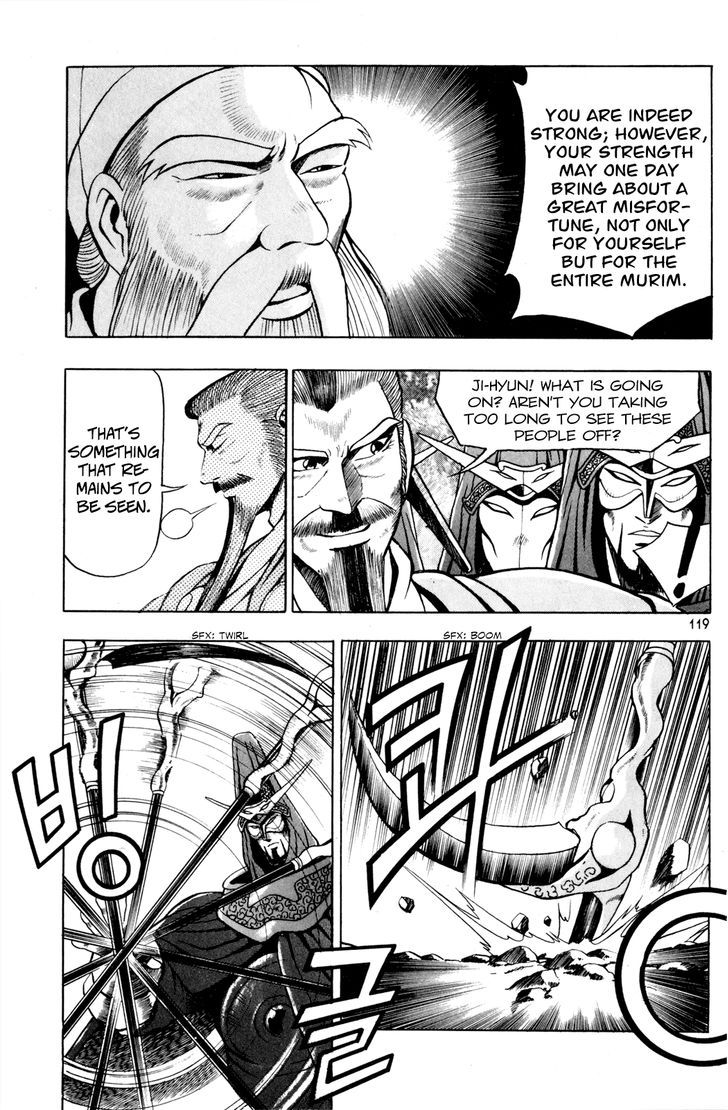 YOU ARE INDEED
STRONG; HOWEVER,
YOUR STRENGTH
MAY ONE DAY
BRING ABOUT A
GREAT MISFOR-
TUNE, NOT ONLY
FOR YOURSELF
BUT FOR THE
ENTIRE MURIM.
THAT'S
SOMETHING
THAT RE-
MAINS TO
BE SEEN.
JI-HYUN! WHAT IS GOING
ON? AREN'T YOU TAKING
TOO LONG TO SEE THESE
PEOPLE OFF?
!
119
SFX: TWIRL
빙
글
SFX: BOOM
쾅